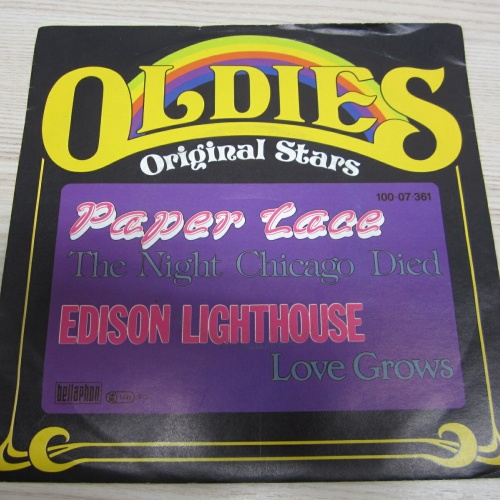 OLDIES
Original Stars
100·07·361
Paper Lace
The Night Chicago Died
EDISON LIGHTHOUSE
Love Grows
bellaphon